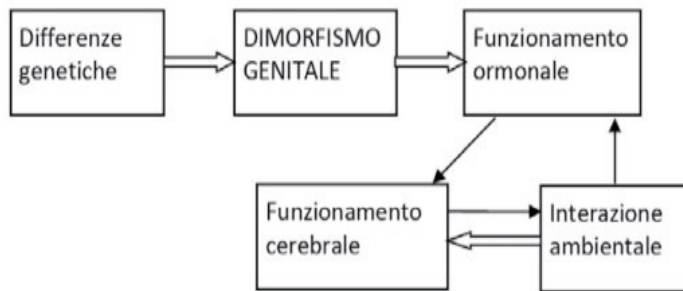 Differenze
genetiche
DIMORFISMO
GENITALE
Funzionamento
ormonale
Funzionamento
cerebrale
Interazione
ambientale